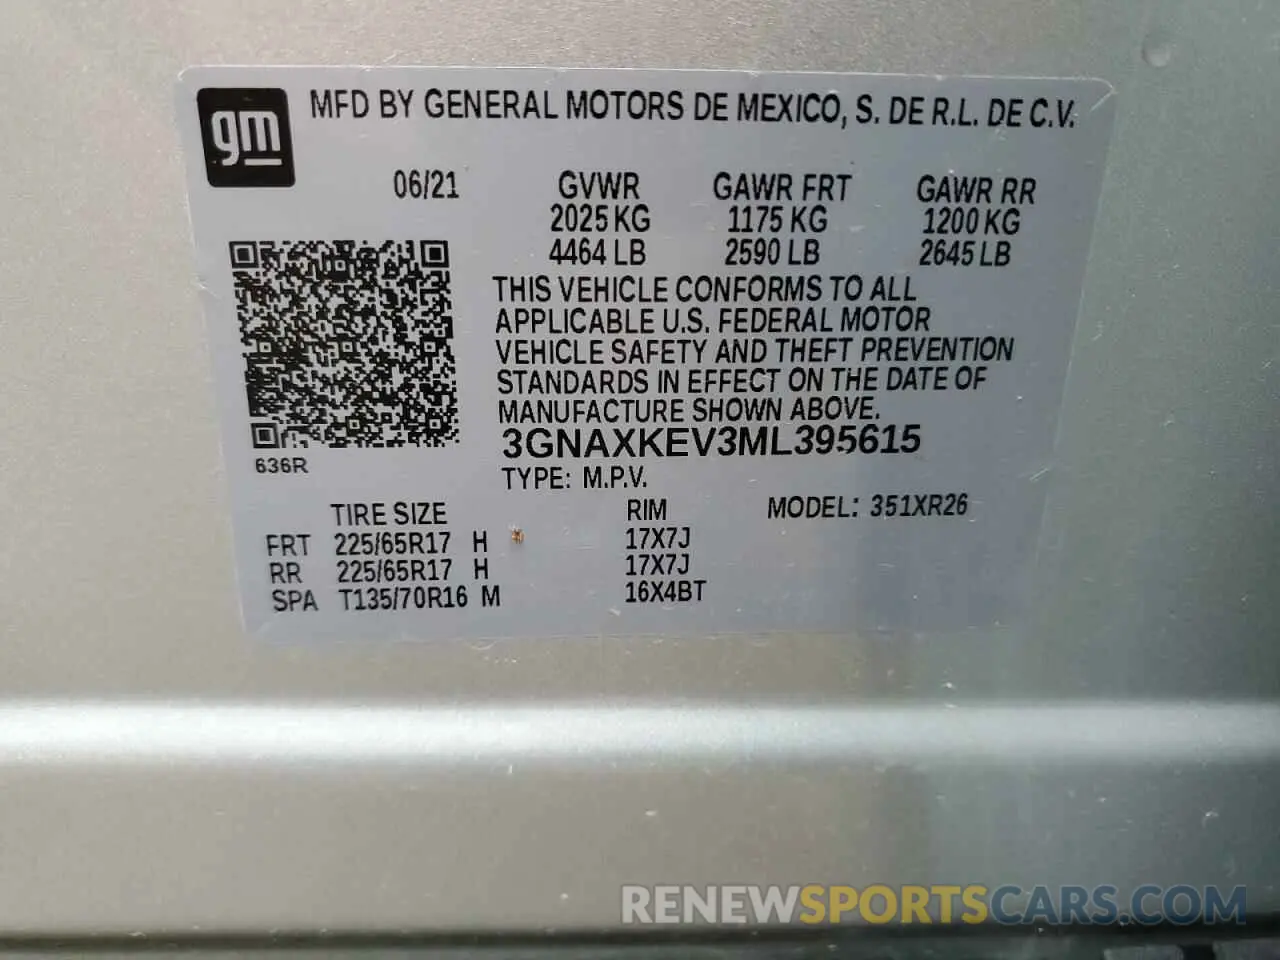 gm
MFD BY GENERAL MOTORS DE MEXICO, S. DE R.L. DE C.V.
06/21 GVWR GAWR FRT GAWR RR
2025 KG 1175 KG 1200 KG
4464 LB 2590 LB 2645 LB
THIS VEHICLE CONFORMS TO ALL
APPLICABLE U.S. FEDERAL MOTOR
VEHICLE SAFETY AND THEFT PREVENTION
STANDARDS IN EFFECT ON THE DATE OF
MANUFACTURE SHOWN ABOVE.
3GNAXKEV3ML395615
636R
TYPE: M.P.V.
TIRE SIZE RIM MODEL: 351XR26
FRT 225/65R17 H 17X7J
RR 225/65R17 H 17X7J
SPA T135/70R16 M 16X4BT
RENEWSPORTSCARS.COM